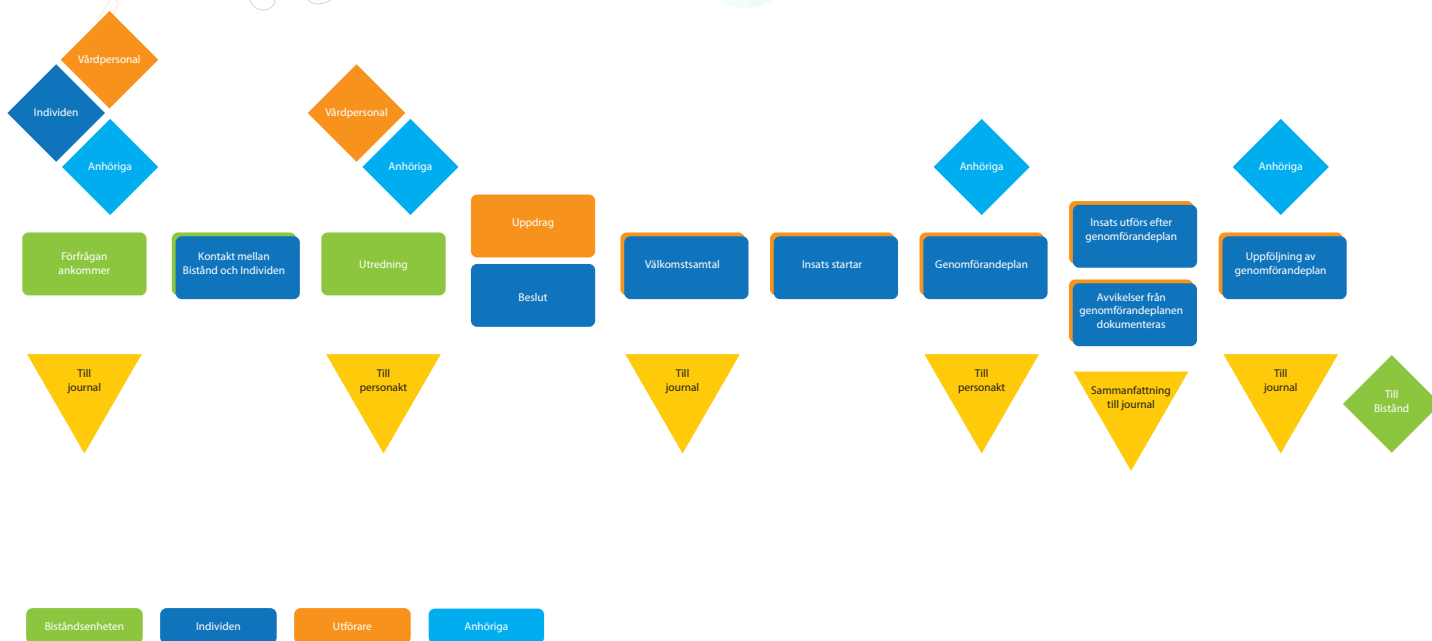 Vårdpersonal
Individen
Anhöriga
Vårdpersonal
Anhöriga
Anhöriga
Anhöriga
Förfrågan
ankommer
Kontakt mellan
Bistånd och Individen
Utredning
Uppdrag
Beslut
Välkomstsamtal
Insats startar
Genomförandeplan
Insats utförs efter
genomförandeplan
Avvikelser från
genomförandeplanen
dokumenteras
Uppföljning av
genomförandeplan
Till
journal
Till
personakt
Till
journal
Till
personakt
Sammanfattning
till journal
Till
journal
Till
Bistånd
Biståndsenheten
Individen
Utförare
Anhöriga